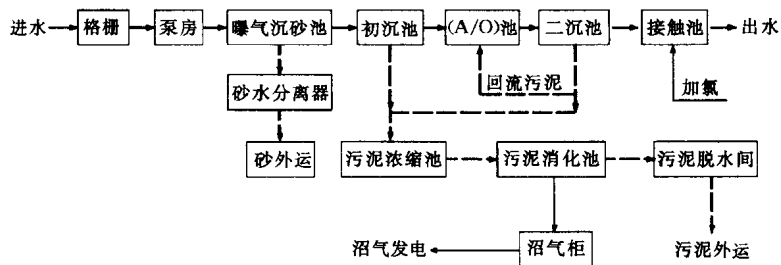 进水
格栅
泵房
曝气沉砂池
初沉池
(A/O)池
二沉池
接触池
出水
回流污泥
加氯
砂水分离器
砂外运
污泥浓缩池
污泥消化池
污泥脱水间
沼气发电
沼气柜
污泥外运